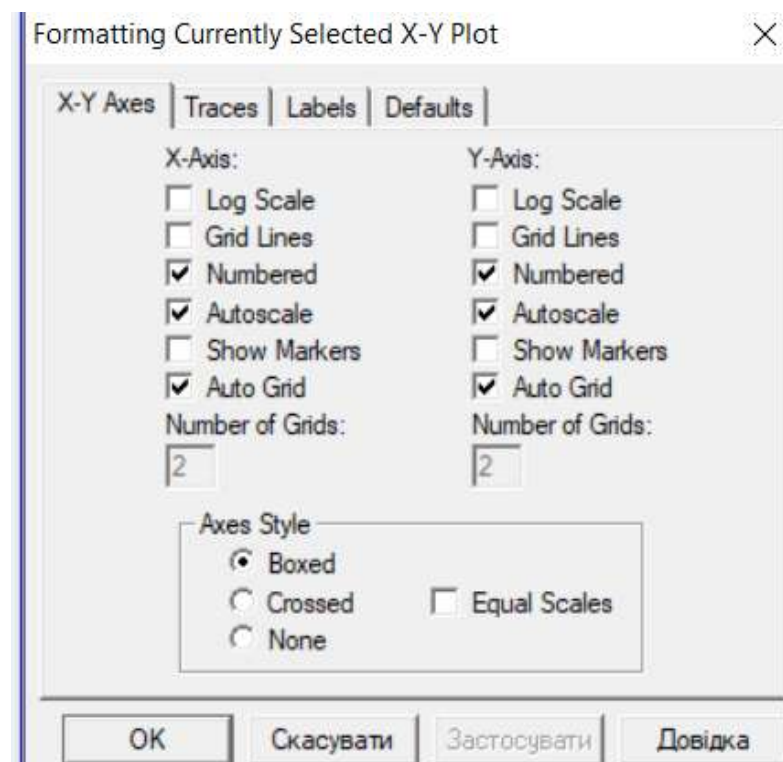 Formatting Currently Selected X-Y Plot
X-Y Axes Traces Labels Defaults
X-Axis: Y-Axis:
Log Scale Log Scale
Grid Lines Grid Lines
Numbered Numbered
Autoscale Autoscale
Show Markers Show Markers
Auto Grid Auto Grid
Number of Grids: Number of Grids:
2 2
Axes Style
Boxed
Crossed Equal Scales
None
OK Скасувати Застосувати Довідка